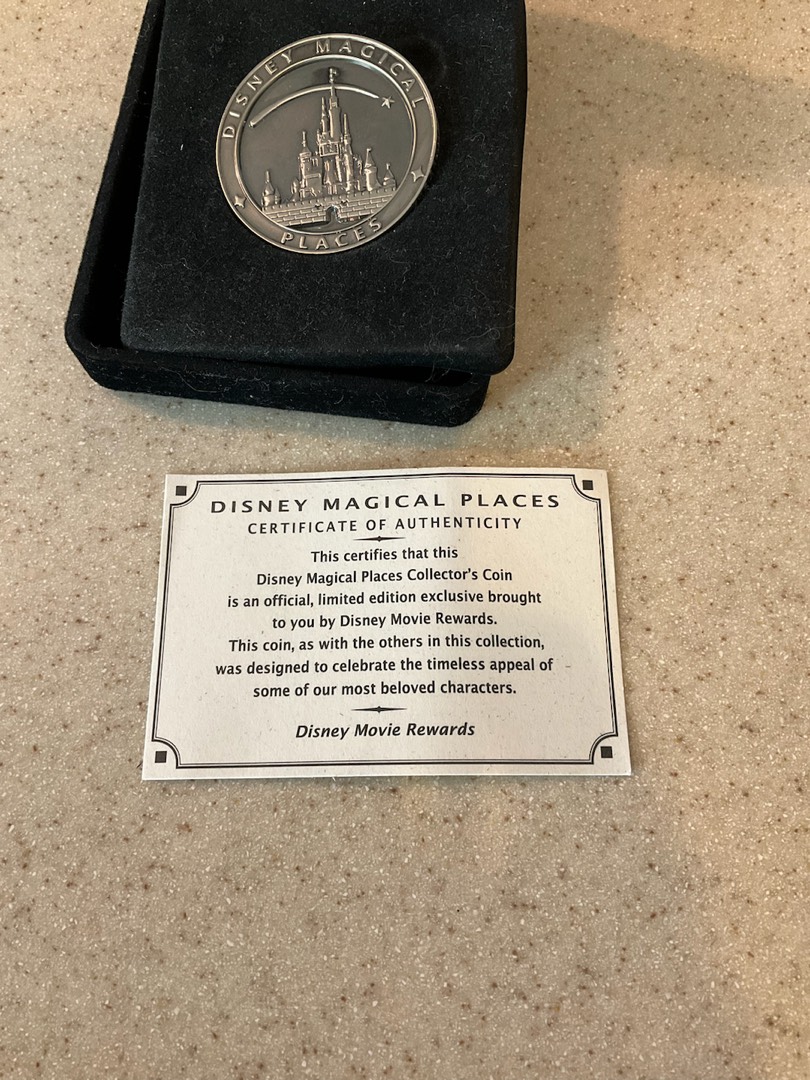 DISNEY MAGICAL
PLACES
DISNEY MAGICAL PLACES
CERTIFICATE OF AUTHENTICITY
This certifies that this
Disney Magical Places Collector's Coin
is an official, limited edition exclusive brought
to you by Disney Movie Rewards.
This coin, as with the others in this collection,
was designed to celebrate the timeless appeal of
some of our most beloved characters.
Disney Movie Rewards